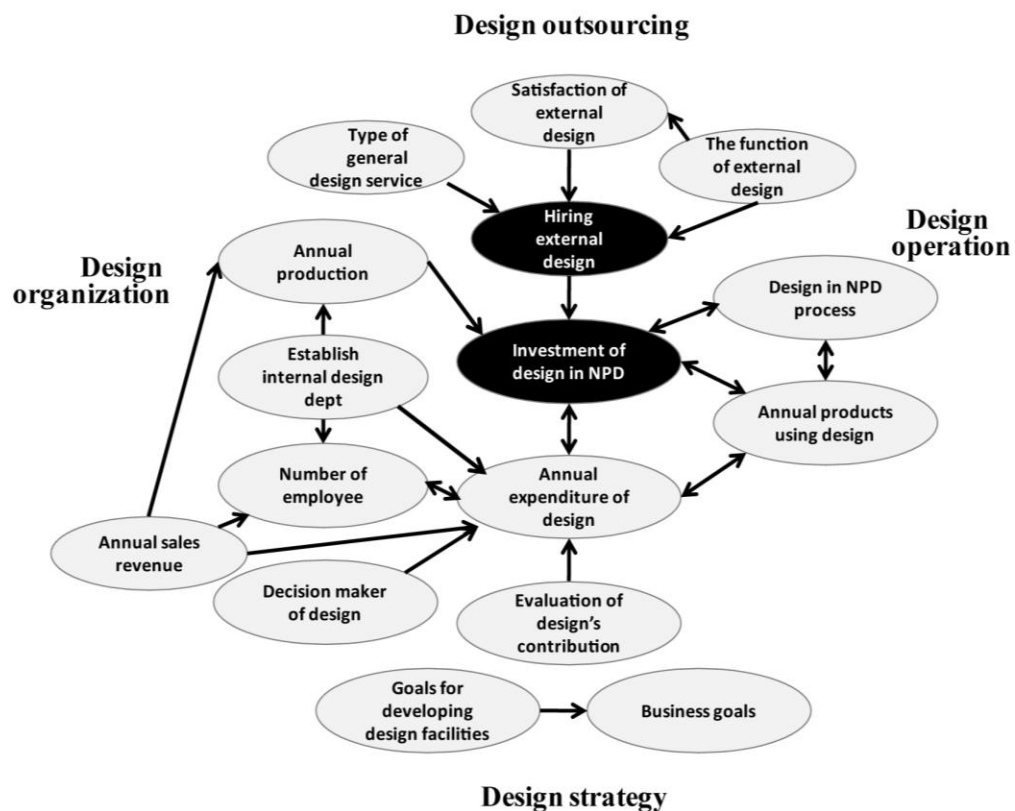 Design outsourcing
Satisfaction of
external
design
Type of
general
design service
The function
of external
design
Hiring
external
design
Design
operation
Annual
production
Design
organization
Design in NPD
process
Establish
internal design
dept
Investment of
design in NPD
Annual products
using design
Number of
employee
Annual
expenditure of
design
Annual sales
revenue
Decision maker
of design
Evaluation of
design’s
contribution
Goals for
developing
design facilities
Business goals
Design strategy